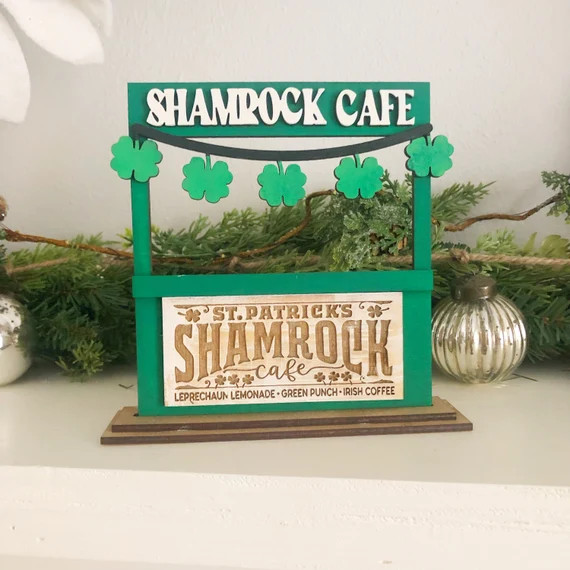 SHAMROCK CAFE
ST. PATRICK'S
SHAMROCK
cafe
LEPRECHAUN LEMONADE • GREEN PUNCH • IRISH COFFEE